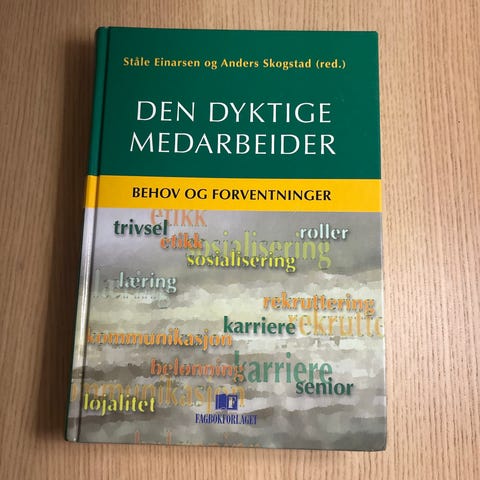 Ståle Einarsen og Anders Skogstad (red.)
DEN DYKTIGE
MEDARBEIDER
BEHOV OG FORVENTNINGER
etikk
trivsel
roller
etikk
sosialisering
sosialisering
læring
rekruttering
karriere
kommunikasjon
belønning
karriere
senior
kommunikasjon
lojalitet
FAGBOKFORLAGET